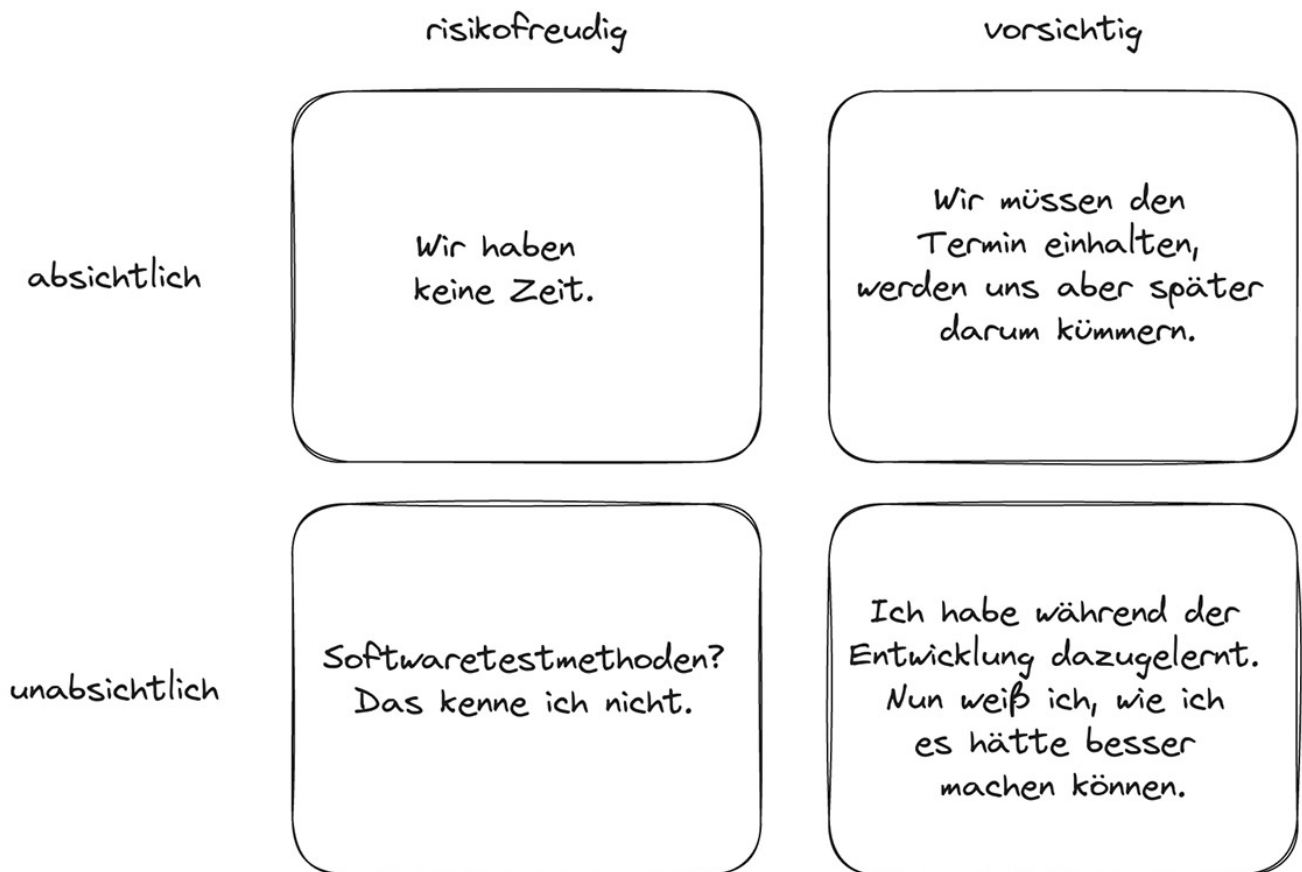 risikofreudig
vorsichtig
absichtlich
Wir haben
keine Zeit.
Wir müssen den
Termin einhalten,
werden uns aber später
darum kümmern.
unabsichtlich
Softwaretestmethoden?
Das kenne ich nicht.
Ich habe während der
Entwicklung dazugelernt.
Nun weiß ich, wie ich
es hätte besser
machen können.